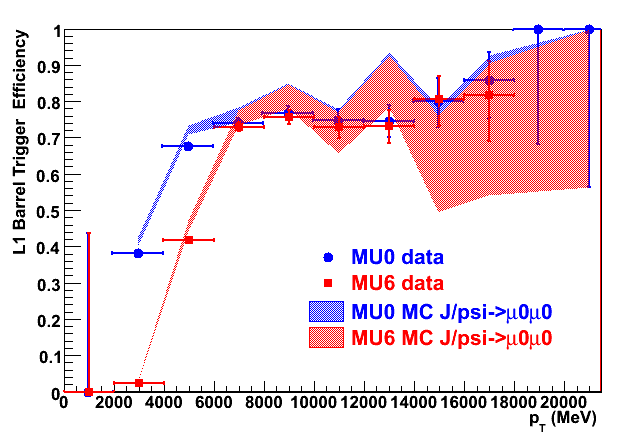 L1 Barrel Trigger Efficiency
1
0.9
0.8
0.7
0.6
0.5
0.4
0.3
0.2
0.1
0
MU0 data
MU6 data
MU0 MC J/psi->μ0μ0
MU6 MC J/psi->μ0μ0
0 2000 4000 6000 8000 10000 12000 14000 16000 18000 20000
p_T (MeV)